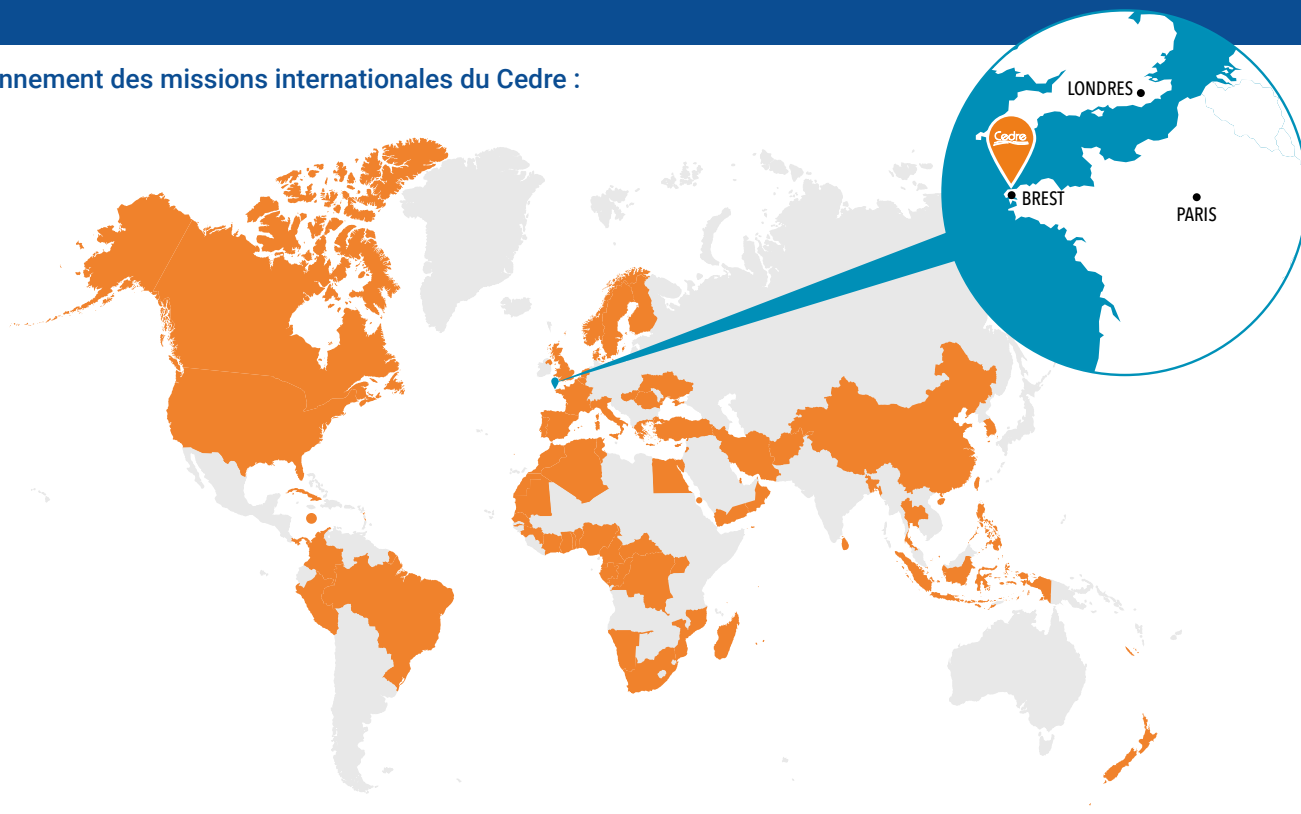 nnement des missions internationales du Cedre :
LONDRES
Cedre
BREST
PARIS